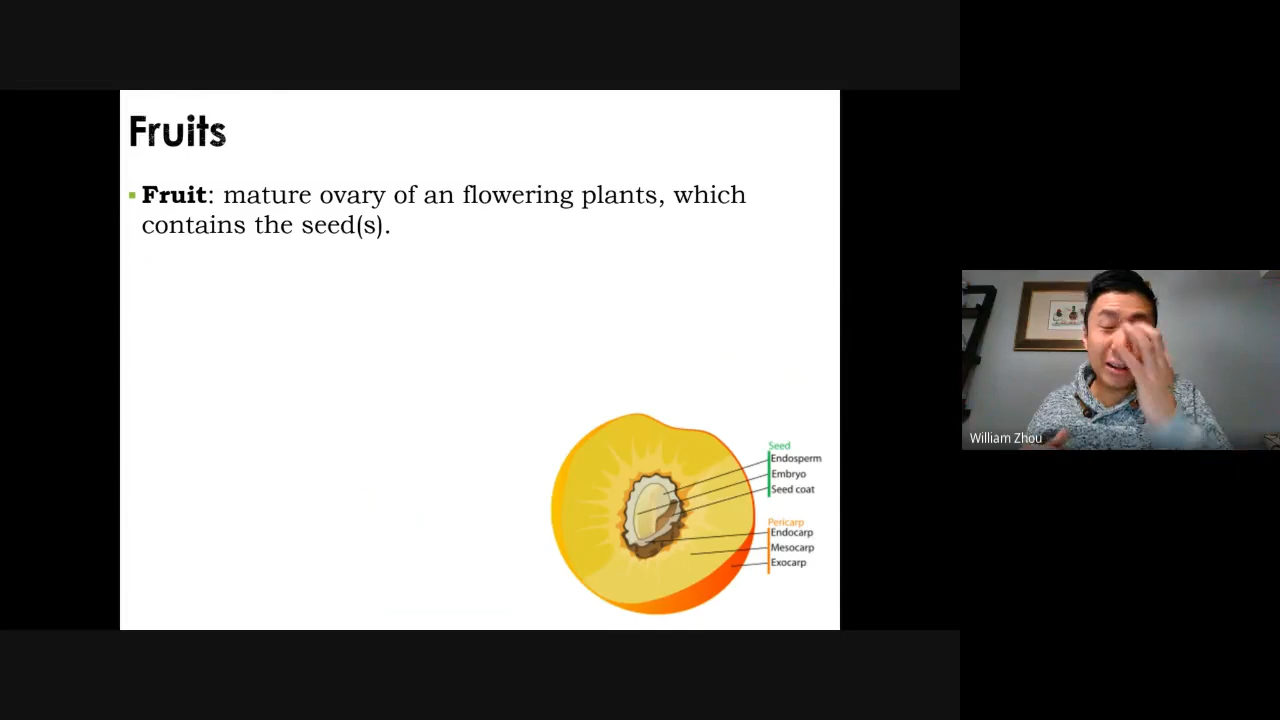 Fruits
▪ Fruit: mature ovary of an flowering plants, which
contains the seed(s).
Seed
Endosperm
Embryo
Seed coat
Pericarp
Endocarp
Mesocarp
Exocarp
William Zhou